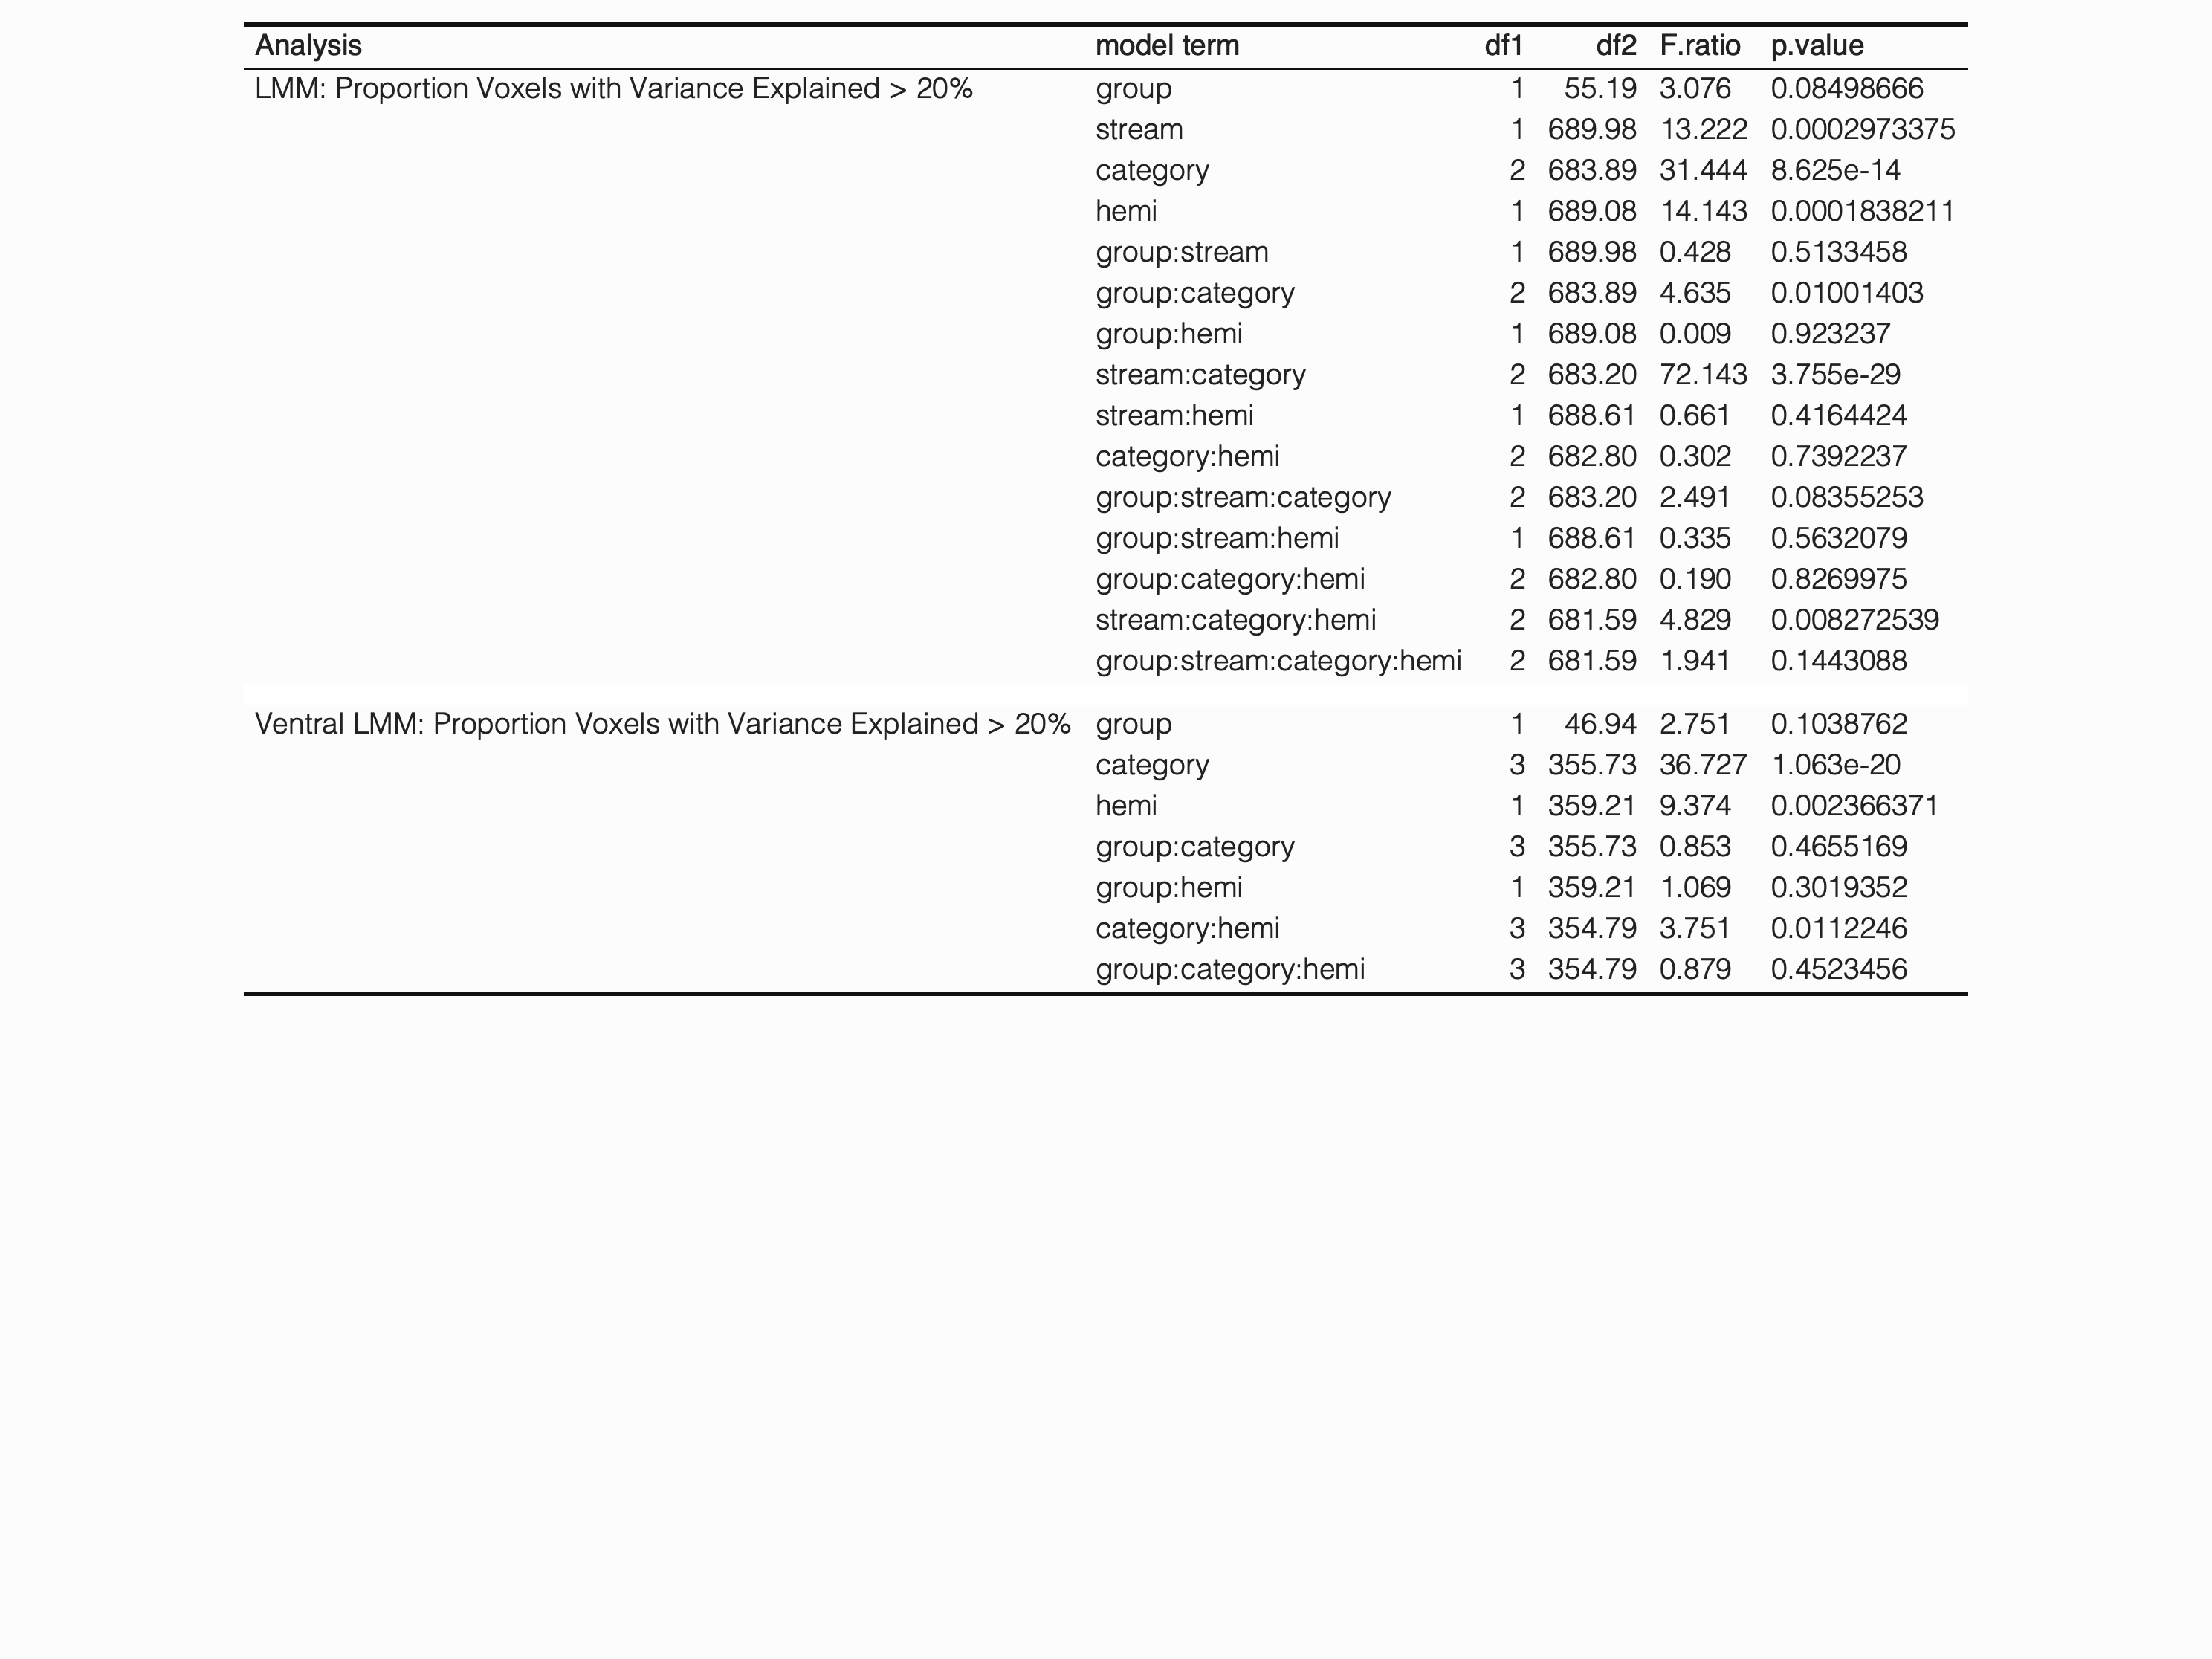 Analysis model term df1 df2 F.ratio p.value
LMM: Proportion Voxels with Variance Explained > 20% group 1 55.19 3.076 0.08498666
stream 1 689.98 13.222 0.0002973375
category 2 683.89 31.444 8.625e-14
hemi 1 689.08 14.143 0.0001838211
group:stream 1 689.98 0.428 0.5133458
group:category 2 683.89 4.635 0.01001403
group:hemi 1 689.08 0.009 0.923237
stream:category 2 683.20 72.143 3.755e-29
stream:hemi 1 688.61 0.661 0.4164424
category:hemi 2 682.80 0.302 0.7392237
group:stream:category 2 683.20 2.491 0.08355253
group:stream:hemi 1 688.61 0.335 0.5632079
group:category:hemi 2 682.80 0.190 0.8269975
stream:category:hemi 2 681.59 4.829 0.008272539
group:stream:category:hemi 2 681.59 1.941 0.1443088
Ventral LMM: Proportion Voxels with Variance Explained > 20% group 1 46.94 2.751 0.1038762
category 3 355.73 36.727 1.063e-20
hemi 1 359.21 9.374 0.002366371
group:category 3 355.73 0.853 0.4655169
group:hemi 1 359.21 1.069 0.3019352
category:hemi 3 354.79 3.751 0.0112246
group:category:hemi 3 354.79 0.879 0.4523456